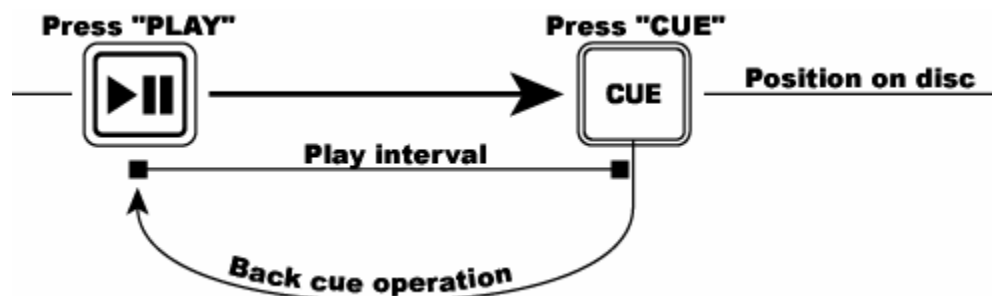 Press "PLAY"
Press "CUE"
CUE
Position on disc
Play interval
Back cue operation